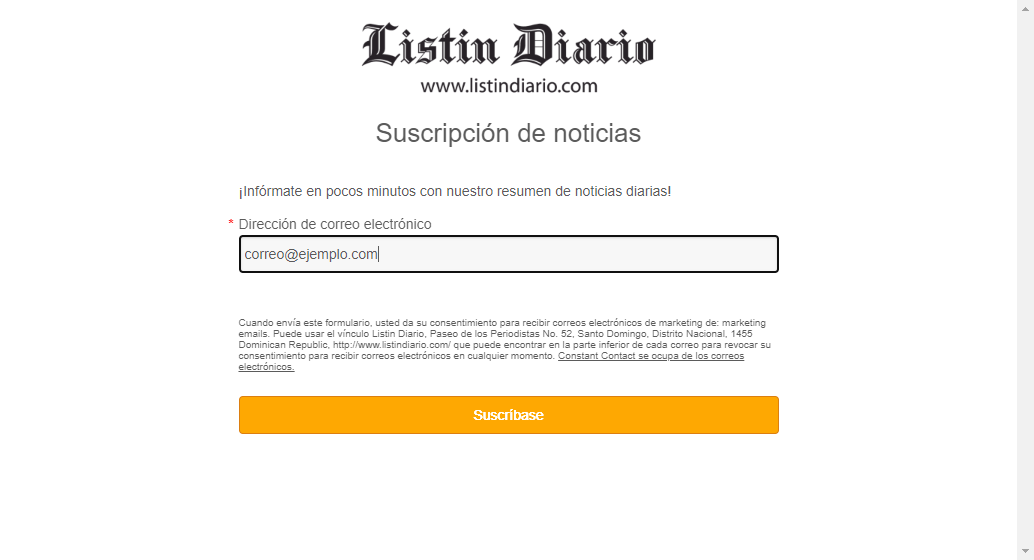 Listín Diario
www.listindiario.com
Suscripción de noticias
¡Infórmate en pocos minutos con nuestro resumen de noticias diarias!
* Dirección de correo electrónico
correo@ejemplo.com
Cuando envía este formulario, usted da su consentimiento para recibir correos electrónicos de marketing de: marketing
emails. Puede usar el vínculo Listin Diario, Paseo de los Periodistas No. 52, Santo Domingo, Distrito Nacional, 1455
Dominican Republic, http://www.listindiario.com/ que puede encontrar en la parte inferior de cada correo para revocar su
consentimiento para recibir correos electrónicos en cualquier momento. Constant Contact se ocupa de los correos
electrónicos.
Suscríbase